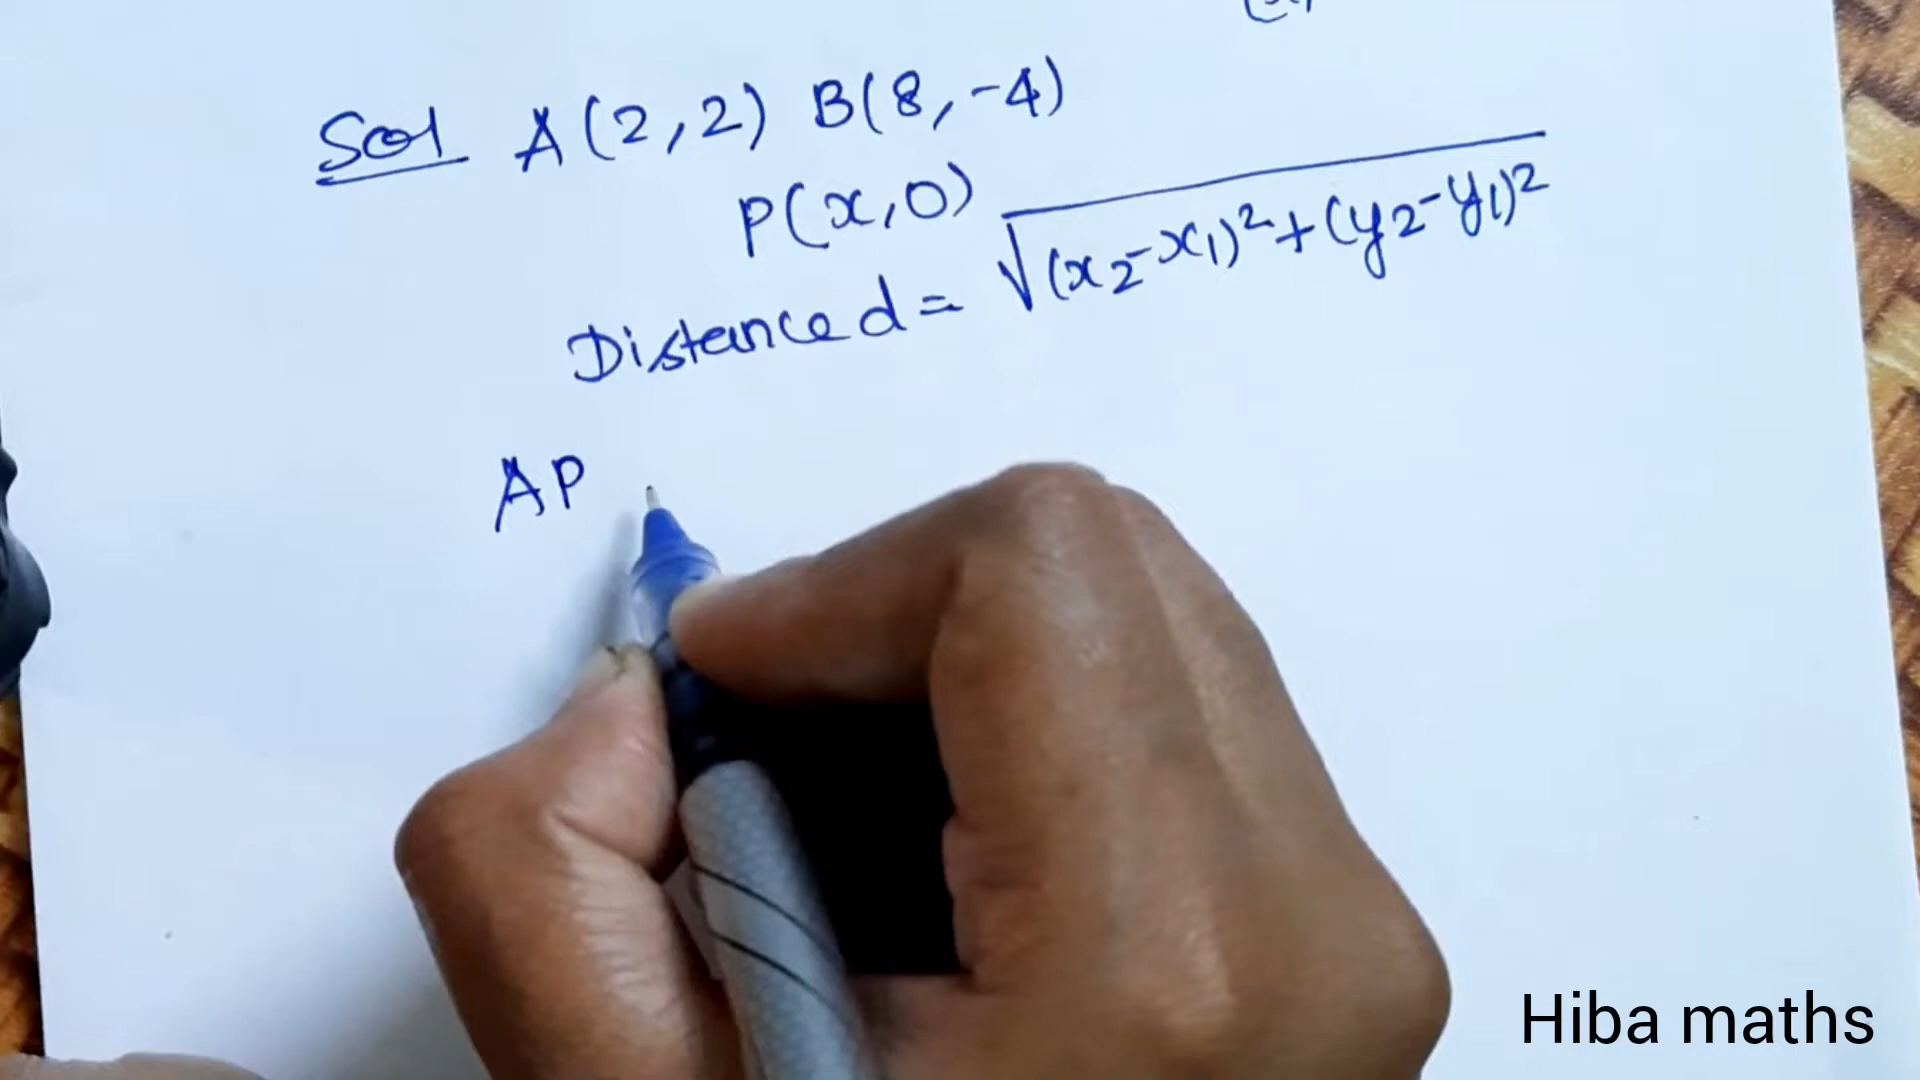 Sol A(2,2) B(8,-4)
P(x,0)
Distance d = √(x2-x1)²+(y2-y1)²
AP
Hiba maths